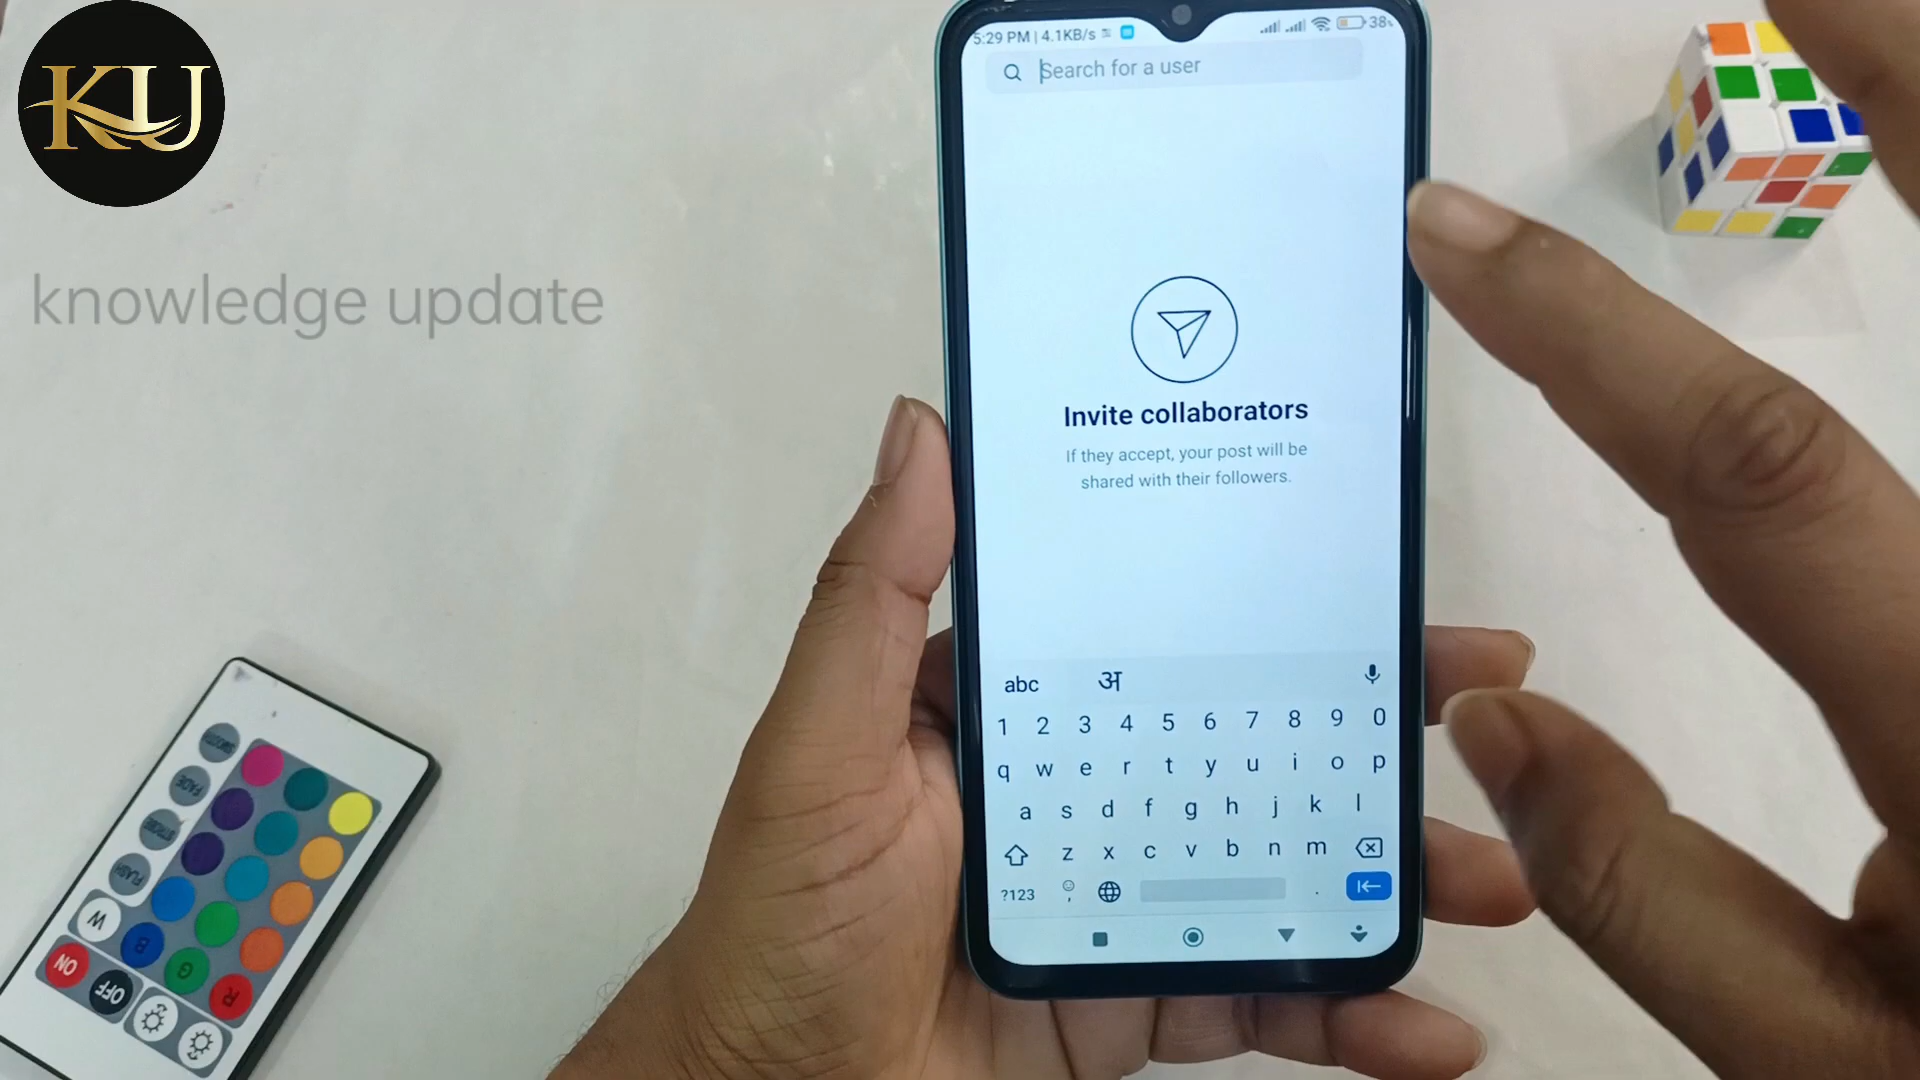 KU
knowledge update
5:29 PM | 4.1KB/s
38%
Search for a user
Invite collaborators
If they accept, your post will be
shared with their followers.
abc अ
1 2 3 4 5 6 7 8 9 0
q w e r t y u i o p
a s d f g h j k l
z x c v b n m
?123 , .
SMOOTH
FADE
STROBE
FLASH
W
B
G
R
ON
OFF